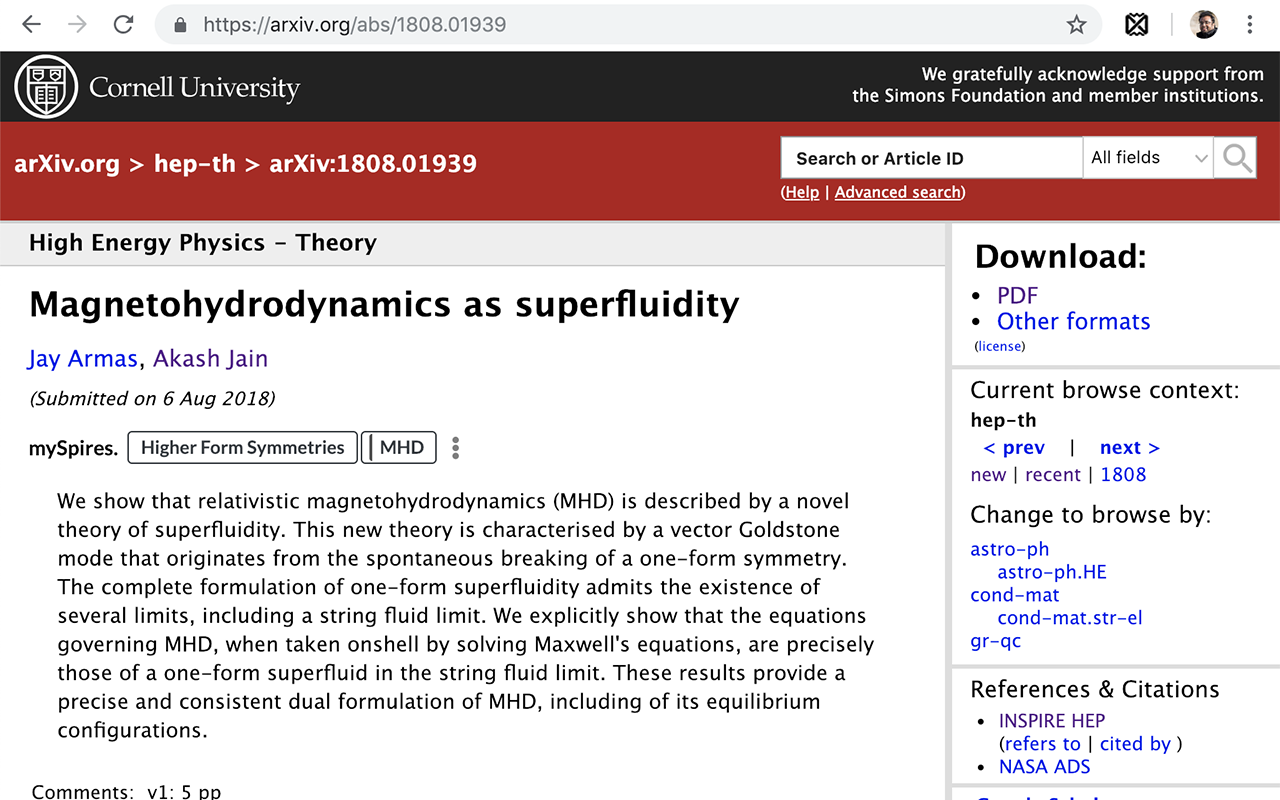 https://arxiv.org/abs/1808.01939
Cornell University
We gratefully acknowledge support from
the Simons Foundation and member institutions.
arXiv.org > hep-th > arXiv:1808.01939
Search or Article ID
All fields
(Help | Advanced search)
High Energy Physics - Theory
Magnetohydrodynamics as superfluidity
Jay Armas, Akash Jain
(Submitted on 6 Aug 2018)
mySpires. Higher Form Symmetries MHD
We show that relativistic magnetohydrodynamics (MHD) is described by a novel
theory of superfluidity. This new theory is characterised by a vector Goldstone
mode that originates from the spontaneous breaking of a one-form symmetry.
The complete formulation of one-form superfluidity admits the existence of
several limits, including a string fluid limit. We explicitly show that the equations
governing MHD, when taken onshell by solving Maxwell's equations, are precisely
those of a one-form superfluid in the string fluid limit. These results provide a
precise and consistent dual formulation of MHD, including of its equilibrium
configurations.
Comments: v1: 5 pp
Download:
• PDF
• Other formats
(license)
Current browse context:
hep-th
< prev | next >
new | recent | 1808
Change to browse by:
astro-ph
astro-ph.HE
cond-mat
cond-mat.str-el
gr-qc
References & Citations
• INSPIRE HEP
(refers to | cited by )
• NASA ADS